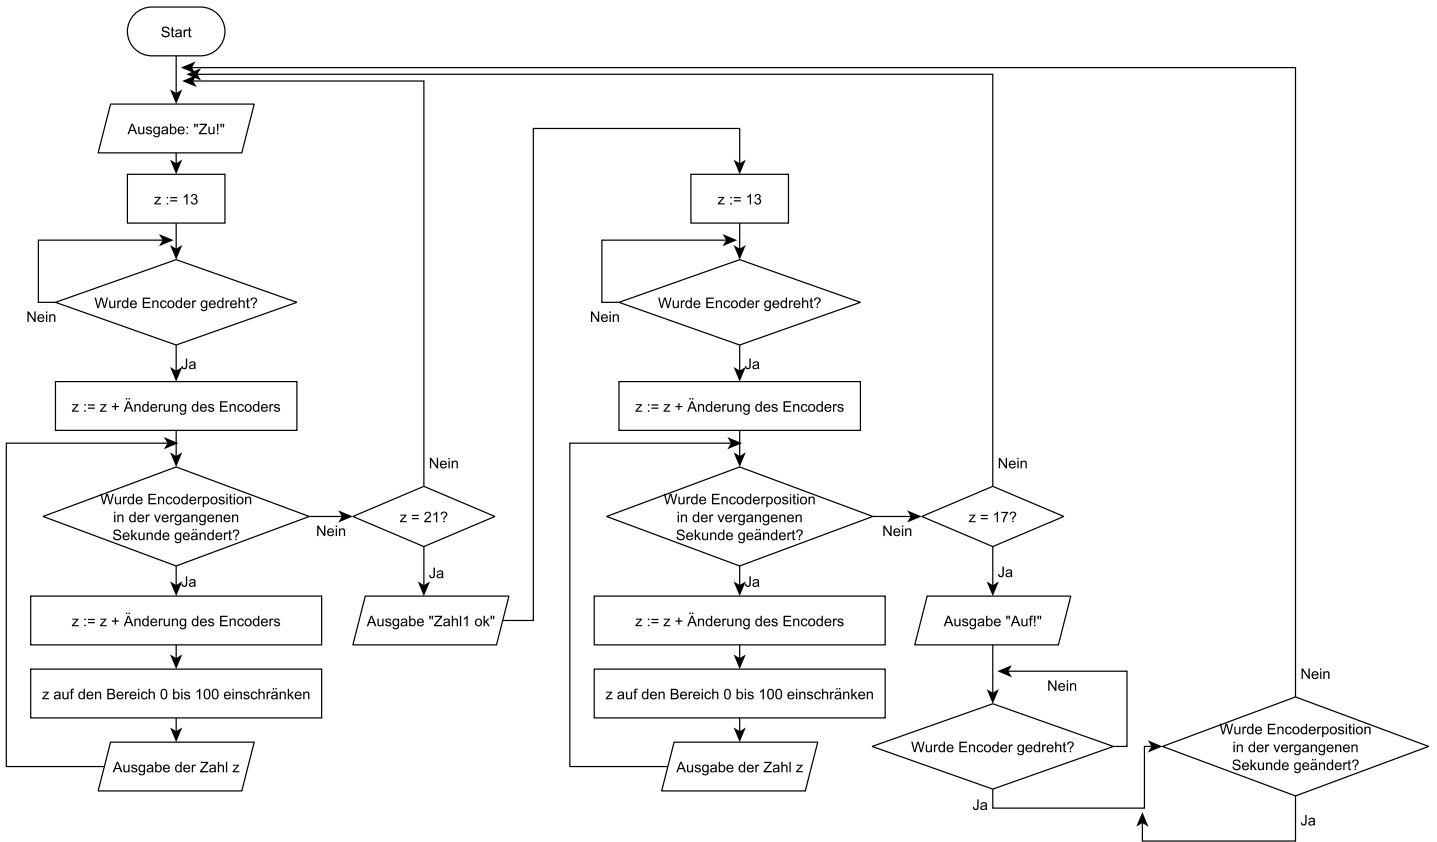 Start
Ausgabe: "Zu!"
z := 13
Wurde Encoder gedreht?
Nein
Ja
z := z + Änderung des Encoders
Wurde Encoderposition
in der vergangenen
Sekunde geändert?
Nein
Ja
z := z + Änderung des Encoders
z auf den Bereich 0 bis 100 einschränken
Ausgabe der Zahl z
Nein
z = 21?
Ja
Ausgabe "Zahl1 ok"
z := 13
Wurde Encoder gedreht?
Nein
Ja
z := z + Änderung des Encoders
Wurde Encoderposition
in der vergangenen
Sekunde geändert?
Nein
Ja
z := z + Änderung des Encoders
z auf den Bereich 0 bis 100 einschränken
Ausgabe der Zahl z
Nein
z = 17?
Ja
Ausgabe "Auf!"
Nein
Wurde Encoder gedreht?
Ja
Nein
Wurde Encoderposition
in der vergangenen
Sekunde geändert?
Ja